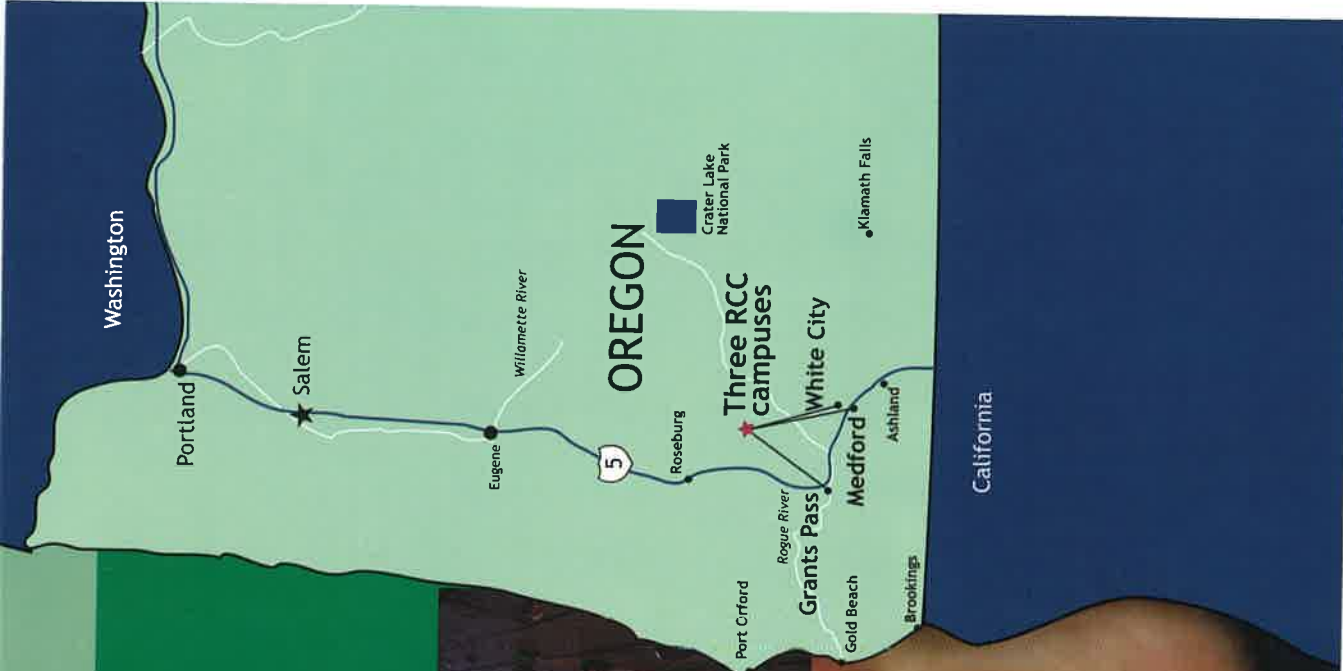 Washington
Portland
Salem
Willamette River
Eugene
5
OREGON
Roseburg
Crater Lake
National Park
Three RCC
campuses
Port Orford
Rogue River
Grants Pass
White City
Medford
Gold Beach
Klamath Falls
Ashland
Brookings
California